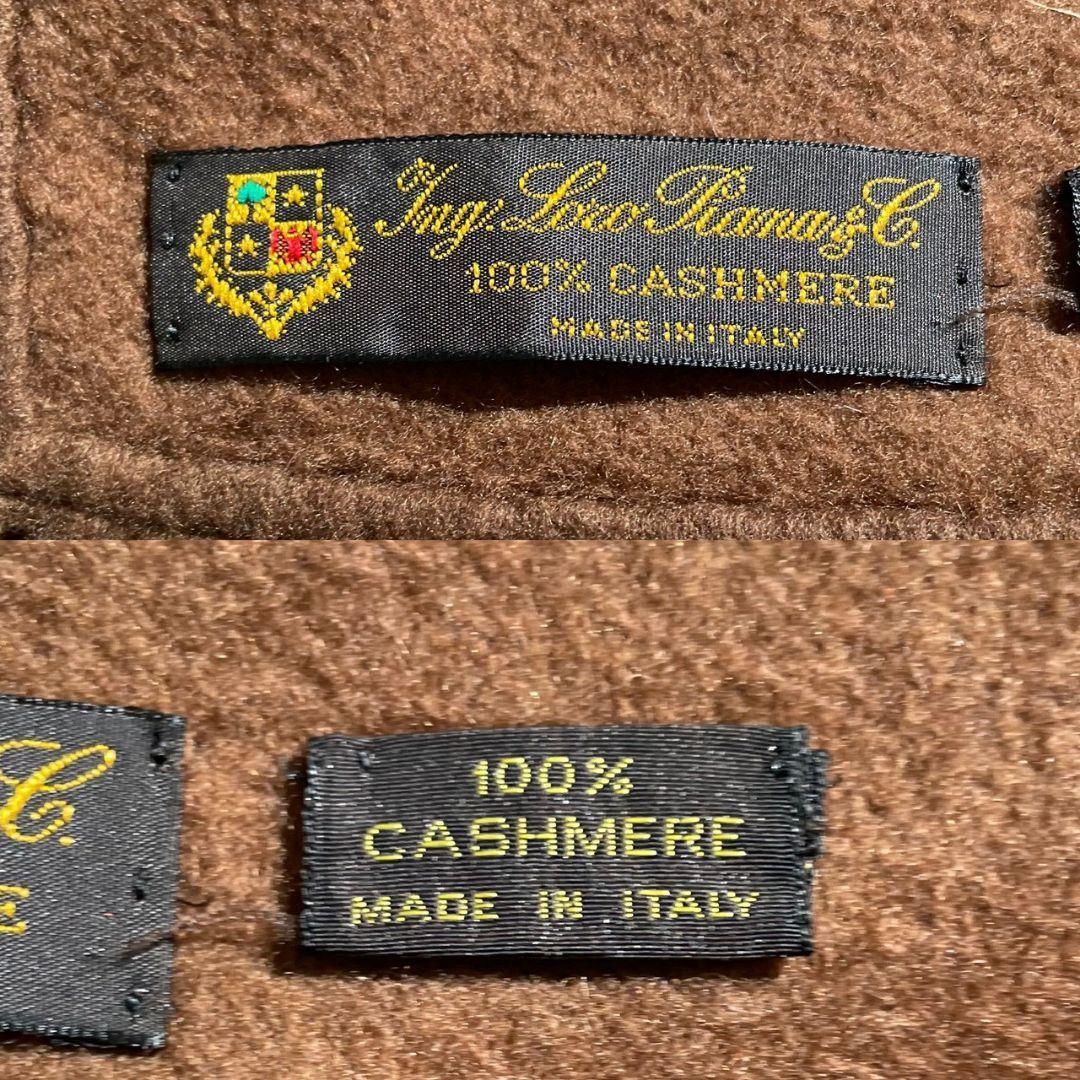 Ing. Loro Piana & C.
100% CASHMERE
MADE IN ITALY
C.
E
100%
CASHMERE
MADE IN ITALY